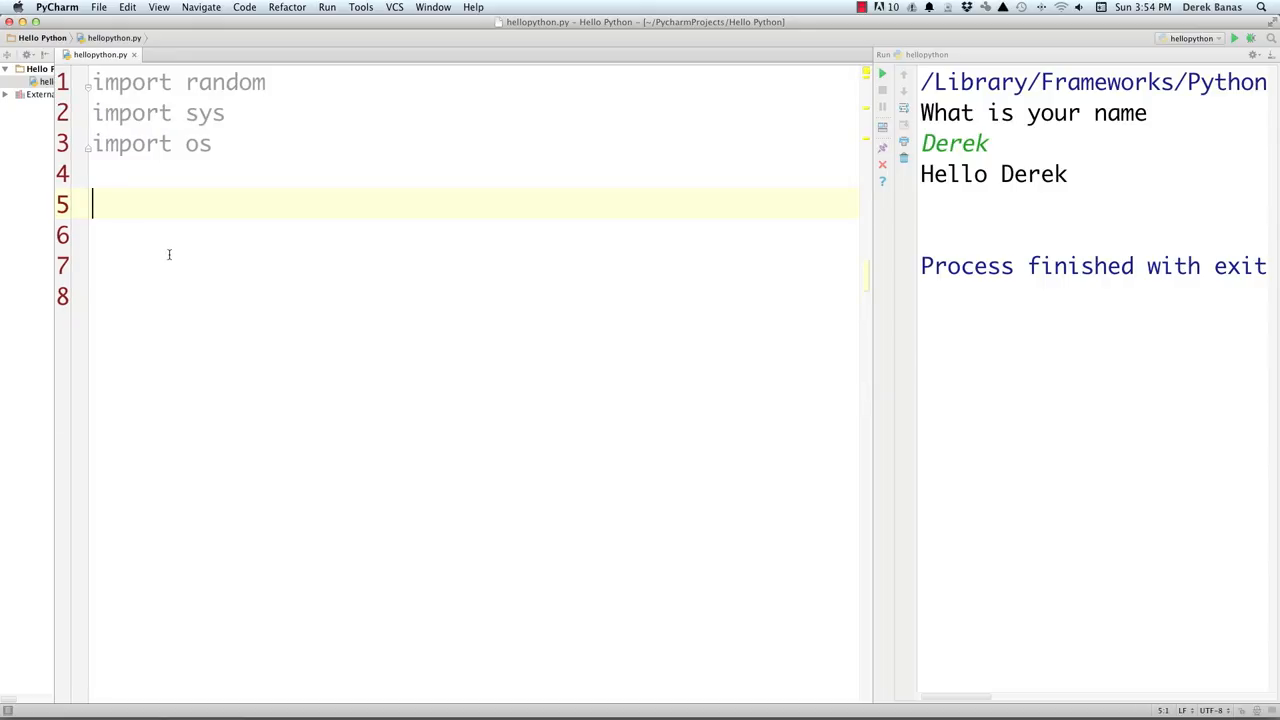 PyCharm File Edit View Navigate Code Refactor Run Tools VCS Window Help 10 Sun 3:54 PM Derek Banas
hellopython.py - Hello Python - [~/PycharmProjects/Hello Python]
Hello Python hellopython.py hellopython
hellopython.py Run hellopython
Hello P
hell
Externa
1 import random
2 import sys
3 import os
4
5
6
7
8
/Library/Frameworks/Python
What is your name
Derek
Hello Derek
Process finished with exit
5:1 LF UTF-8